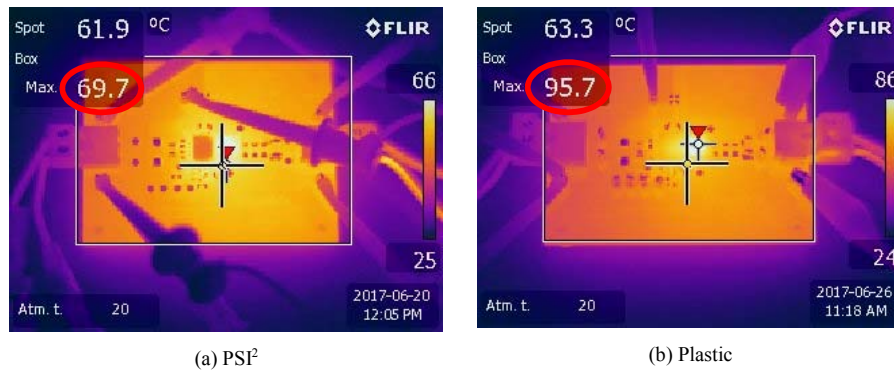 Spot 61.9 °C FLIR
Box
Max. 69.7 66
25
Atm. t. 20
2017-06-20
12:05 PM
(a) PSI²
Spot 63.3 °C FLIR
Box
Max. 95.7 86
24
Atm. t. 20
2017-06-26
11:18 AM
(b) Plastic